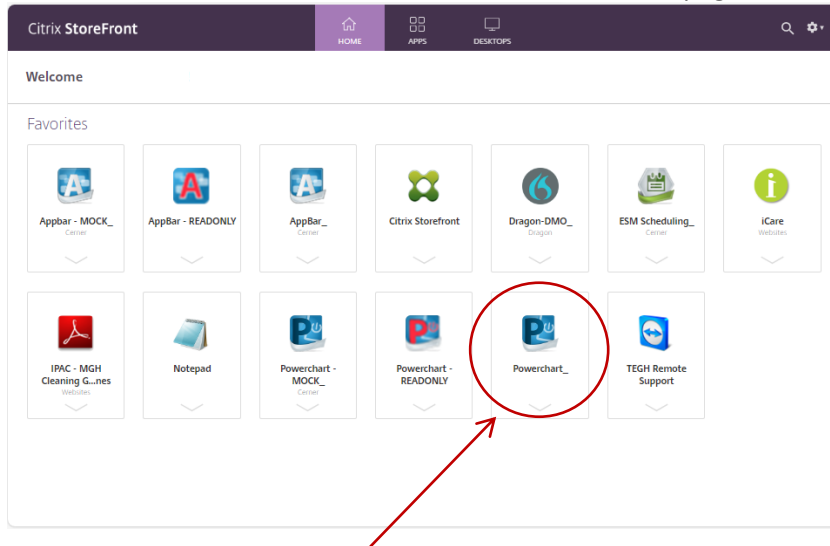 Citrix StoreFront
HOME
APPS
DESKTOPS
Welcome
Favorites
Appbar - MOCK_
Cerner
AppBar - READONLY
AppBar_
Cerner
Citrix Storefront
Dragon-DMO_
Dragon
ESM Scheduling_
Cerner
iCare
Websites
IPAC - MGH
Cleaning G...nes
Websites
Notepad
Powerchart -
MOCK_
Cerner
Powerchart -
READONLY
Powerchart_
TEGH Remote
Support